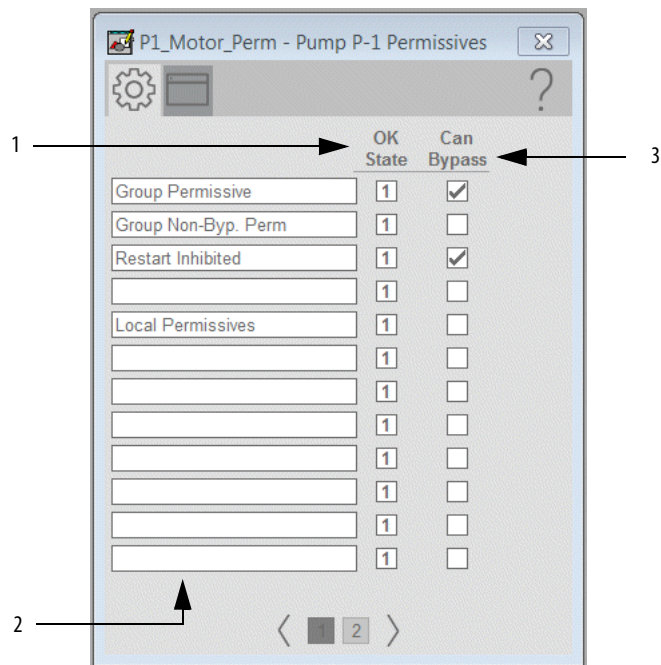 P1_Motor_Perm - Pump P-1 Permissives
?
1
OK State
Can Bypass
3
Group Permissive 1
Group Non-Byp. Perm 1
Restart Inhibited 1
1
Local Permissives 1
1
1
1
1
1
1
1
2
1 2